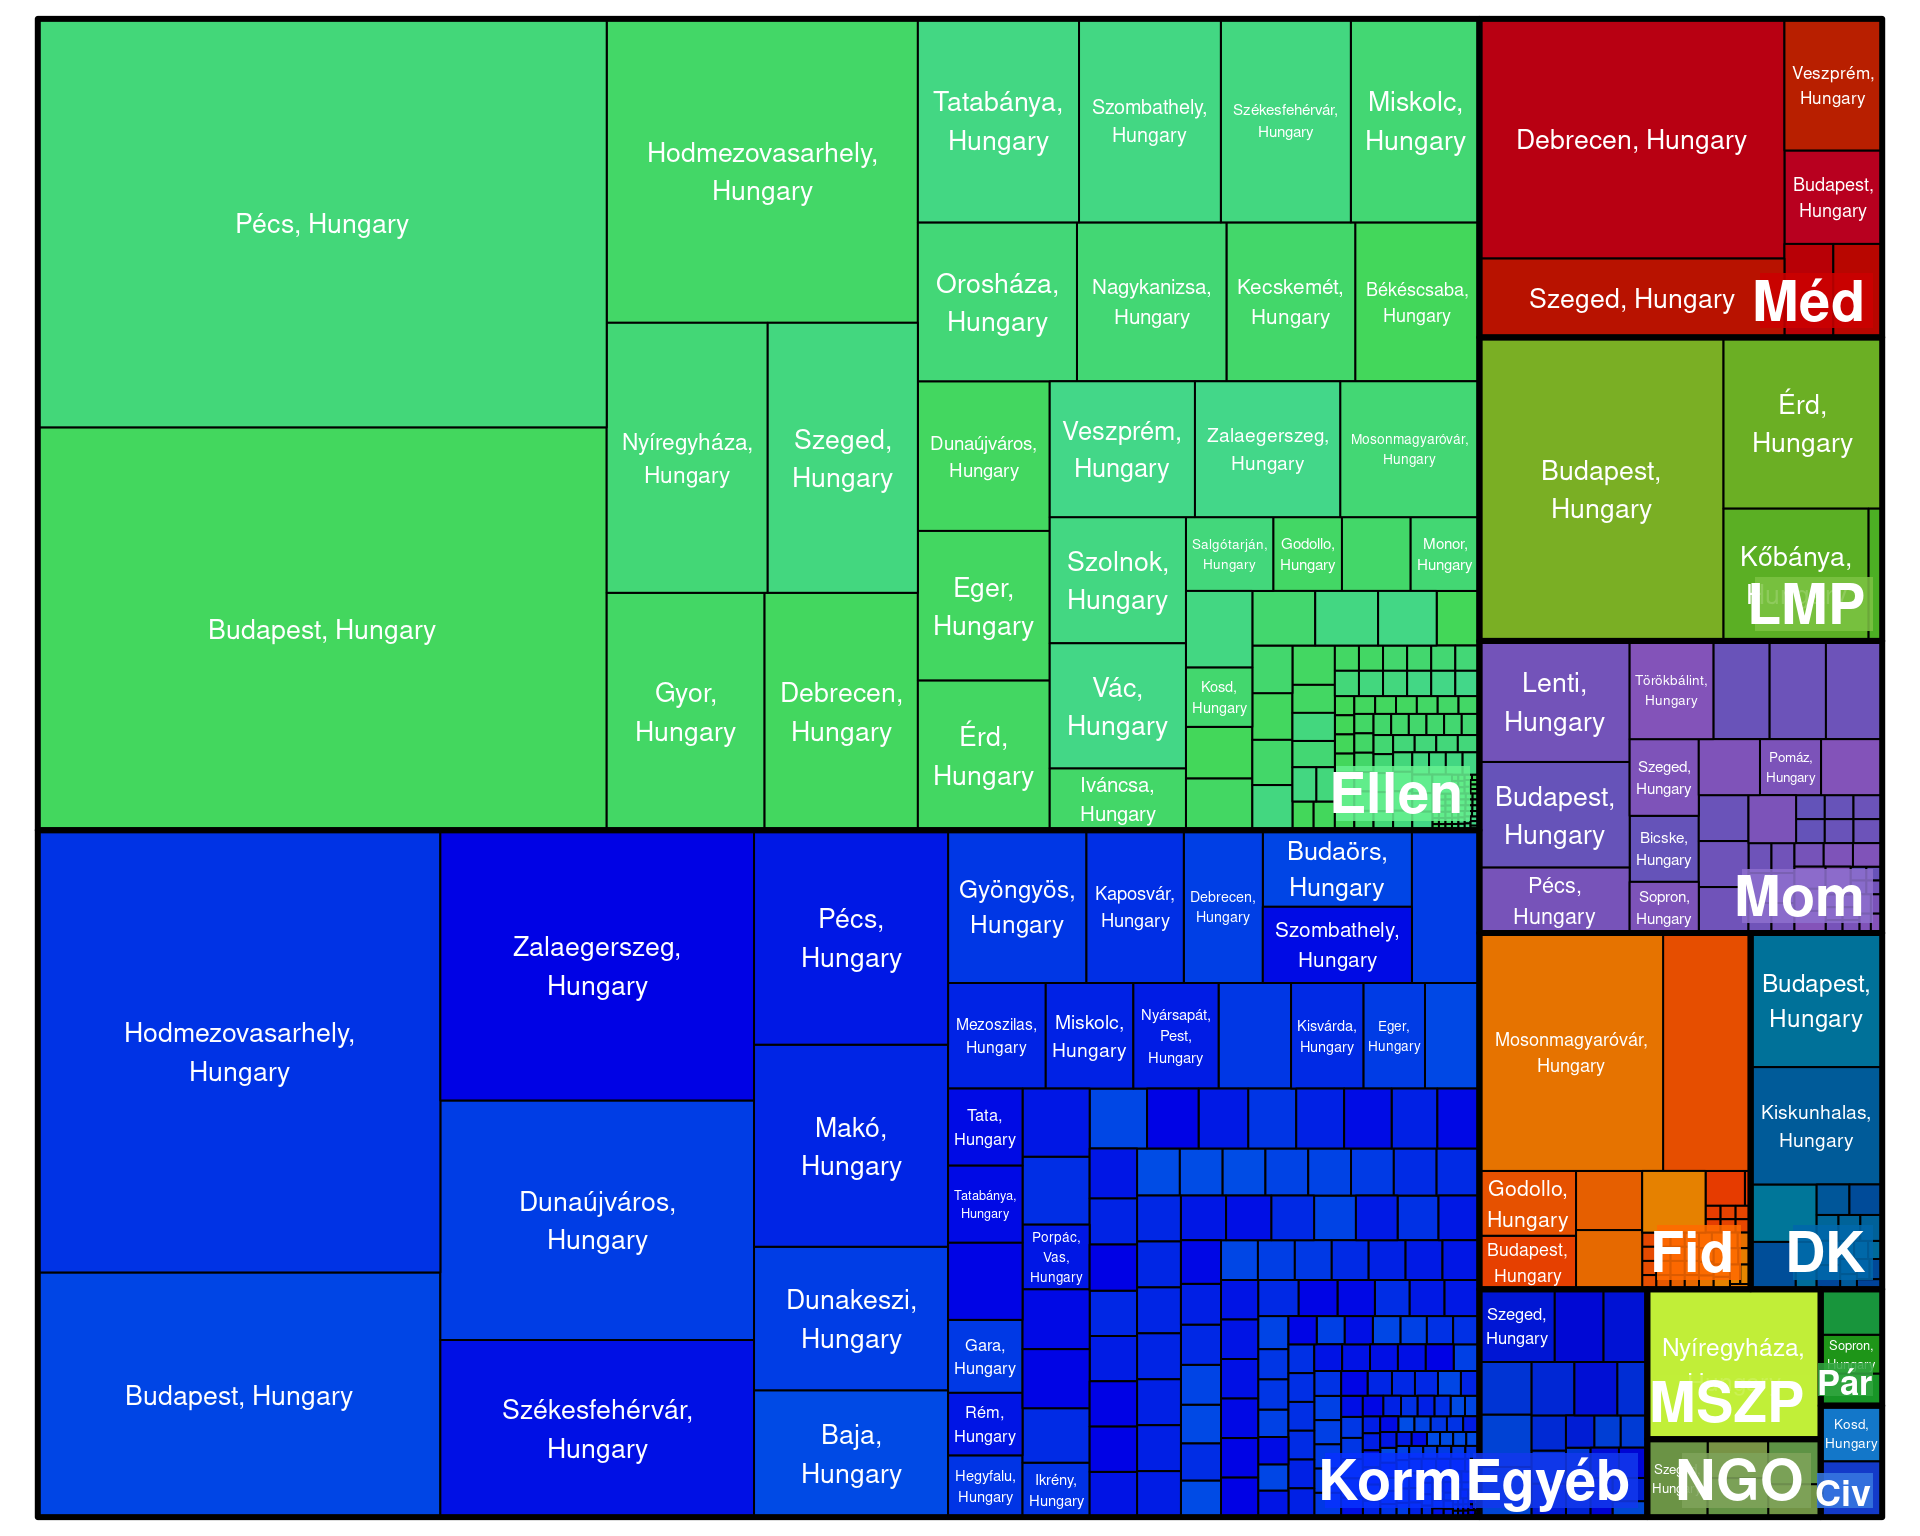 Pécs, Hungary
Budapest, Hungary
Hodmezovasarhely,
Hungary
Nyíregyháza,
Hungary
Szeged,
Hungary
Gyor,
Hungary
Debrecen,
Hungary
Tatabánya,
Hungary
Szombathely,
Hungary
Székesfehérvár,
Hungary
Miskolc,
Hungary
Orosháza,
Hungary
Nagykanizsa,
Hungary
Kecskemét,
Hungary
Békéscsaba,
Hungary
Dunaújváros,
Hungary
Veszprém,
Hungary
Zalaegerszeg,
Hungary
Mosonmagyaróvár,
Hungary
Eger,
Hungary
Szolnok,
Hungary
Salgótarján,
Hungary
Godollo,
Hungary
Monor,
Hungary
Érd,
Hungary
Vác,
Hungary
Kosd,
Hungary
Iváncsa,
Hungary
Ellen
Hodmezovasarhely,
Hungary
Budapest, Hungary
Zalaegerszeg,
Hungary
Dunaújváros,
Hungary
Székesfehérvár,
Hungary
Pécs,
Hungary
Makó,
Hungary
Dunakeszi,
Hungary
Baja,
Hungary
Gyöngyös,
Hungary
Kaposvár,
Hungary
Debrecen,
Hungary
Budaörs,
Hungary
Szombathely,
Hungary
Mezoszilas,
Hungary
Miskolc,
Hungary
Nyársapát,
Pest,
Hungary
Kisvárda,
Hungary
Eger,
Hungary
Tata,
Hungary
Tatabánya,
Hungary
Porpác,
Vas,
Hungary
Gara,
Hungary
Rém,
Hungary
Hegyfalu,
Hungary
Ikrény,
Hungary
Korm
Debrecen, Hungary
Szeged, Hungary
Veszprém,
Hungary
Budapest,
Hungary
Méd
Budapest,
Hungary
Érd,
Hungary
Kőbánya,
LMP
Lenti,
Hungary
Budapest,
Hungary
Pécs,
Hungary
Törökbálint,
Hungary
Szeged,
Hungary
Pomáz,
Hungary
Bicske,
Hungary
Sopron,
Hungary
Mom
Mosonmagyaróvár,
Hungary
Godollo,
Hungary
Budapest,
Hungary
Fid
Budapest,
Hungary
Kiskunhalas,
Hungary
DK
Szeged,
Hungary
Egyéb
Nyíregyháza,
MSZP
NGO
Sopron,
Pár
Kosd,
Hungary
Civ